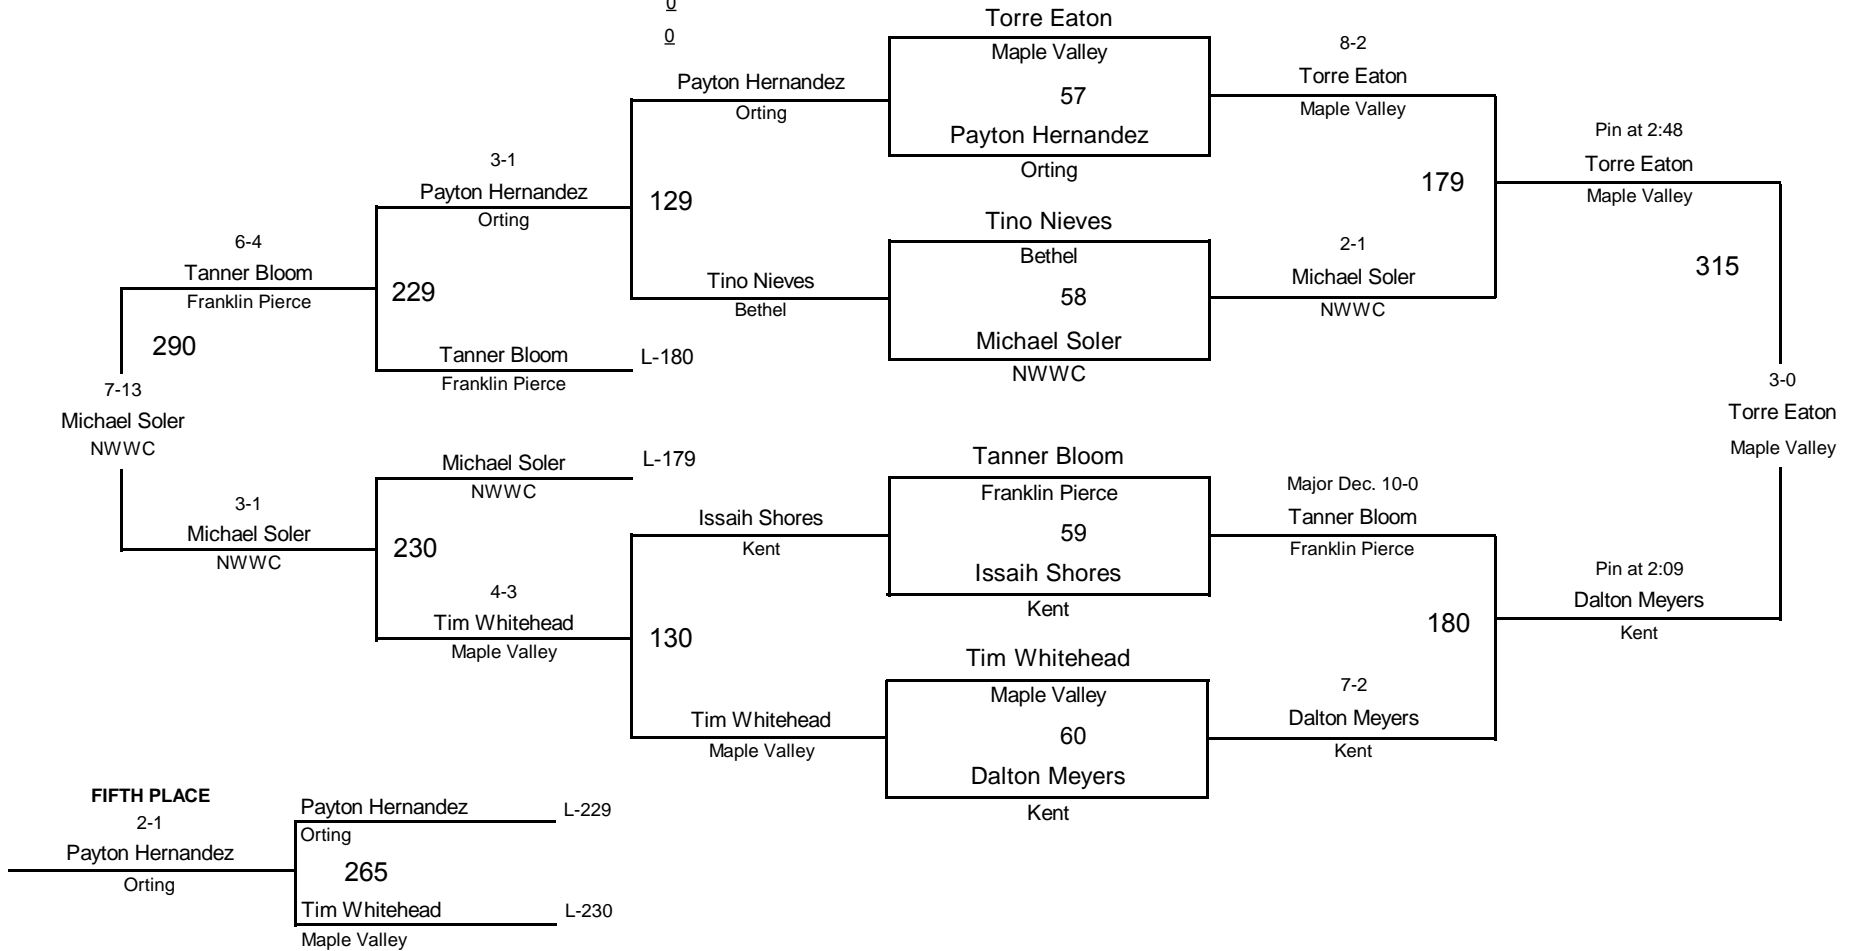 0
0
Torre Eaton
Maple Valley
57
Payton Hernandez
Orting
8-2
Torre Eaton
Maple Valley
Payton Hernandez
Orting
Pin at 2:48
Torre Eaton
Maple Valley
3-1
Payton Hernandez
Orting
129
179
Tino Nieves
Bethel
58
Michael Soler
NWWC
6-4
Tanner Bloom
Franklin Pierce
229
Tino Nieves
Bethel
2-1
Michael Soler
NWWC
315
290
Tanner Bloom
Franklin Pierce
L-180
7-13
Michael Soler
NWWC
3-0
Torre Eaton
Maple Valley
Michael Soler
NWWC
L-179
Tanner Bloom
Franklin Pierce
59
Issaih Shores
Kent
Major Dec. 10-0
Tanner Bloom
Franklin Pierce
3-1
Michael Soler
NWWC
230
Issaih Shores
Kent
Pin at 2:09
Dalton Meyers
Kent
4-3
Tim Whitehead
Maple Valley
130
180
Tim Whitehead
Maple Valley
60
Dalton Meyers
Kent
7-2
Dalton Meyers
Kent
Tim Whitehead
Maple Valley
FIFTH PLACE
2-1
Payton Hernandez
Orting
Payton Hernandez
Orting
L-229
265
Tim Whitehead
Maple Valley
L-230